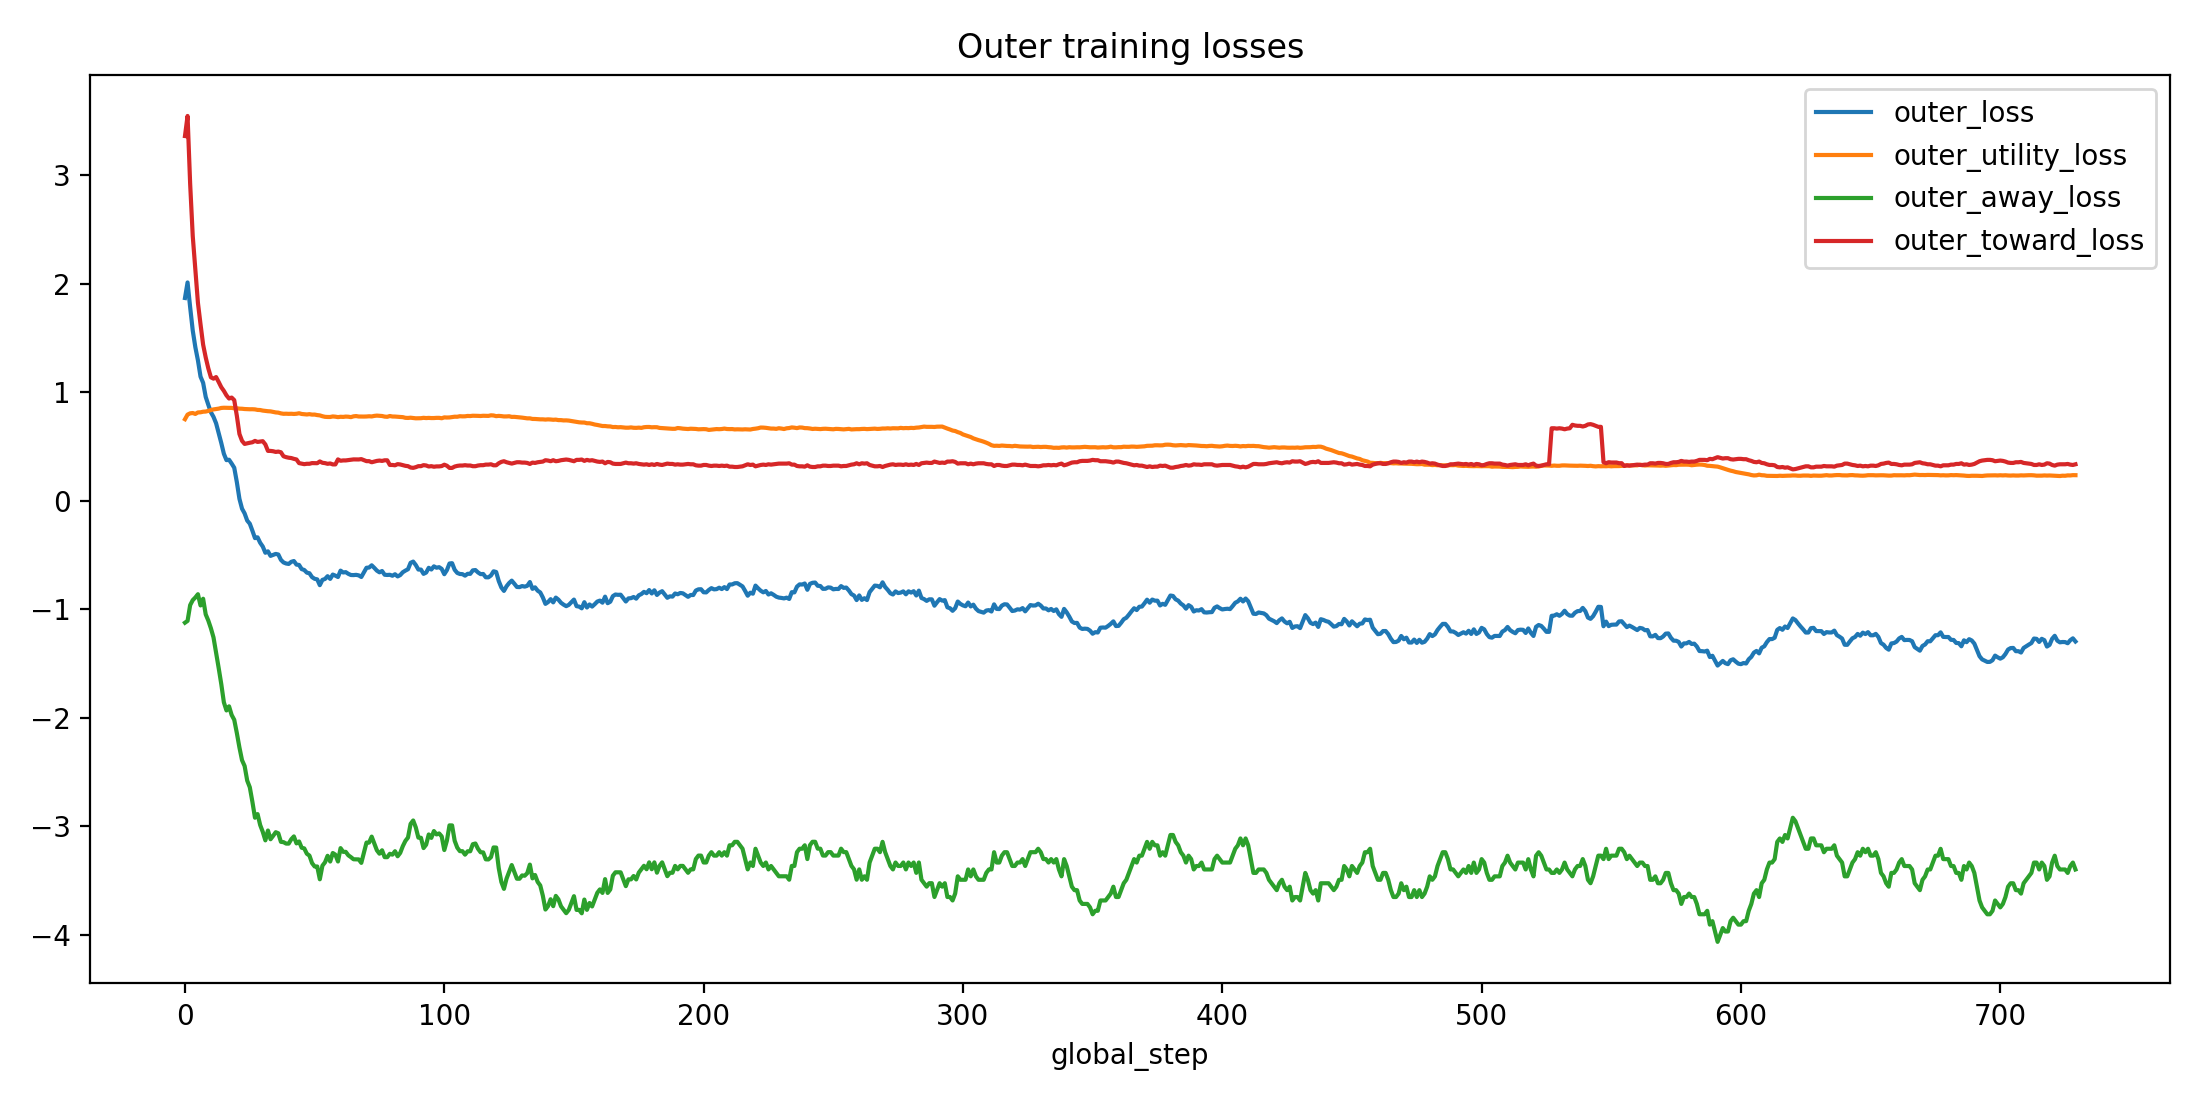 Outer training losses
outer_loss
outer_utility_loss
outer_away_loss
outer_toward_loss
3
2
1
0
−1
−2
−3
−4
0 100 200 300 400 500 600 700
global_step